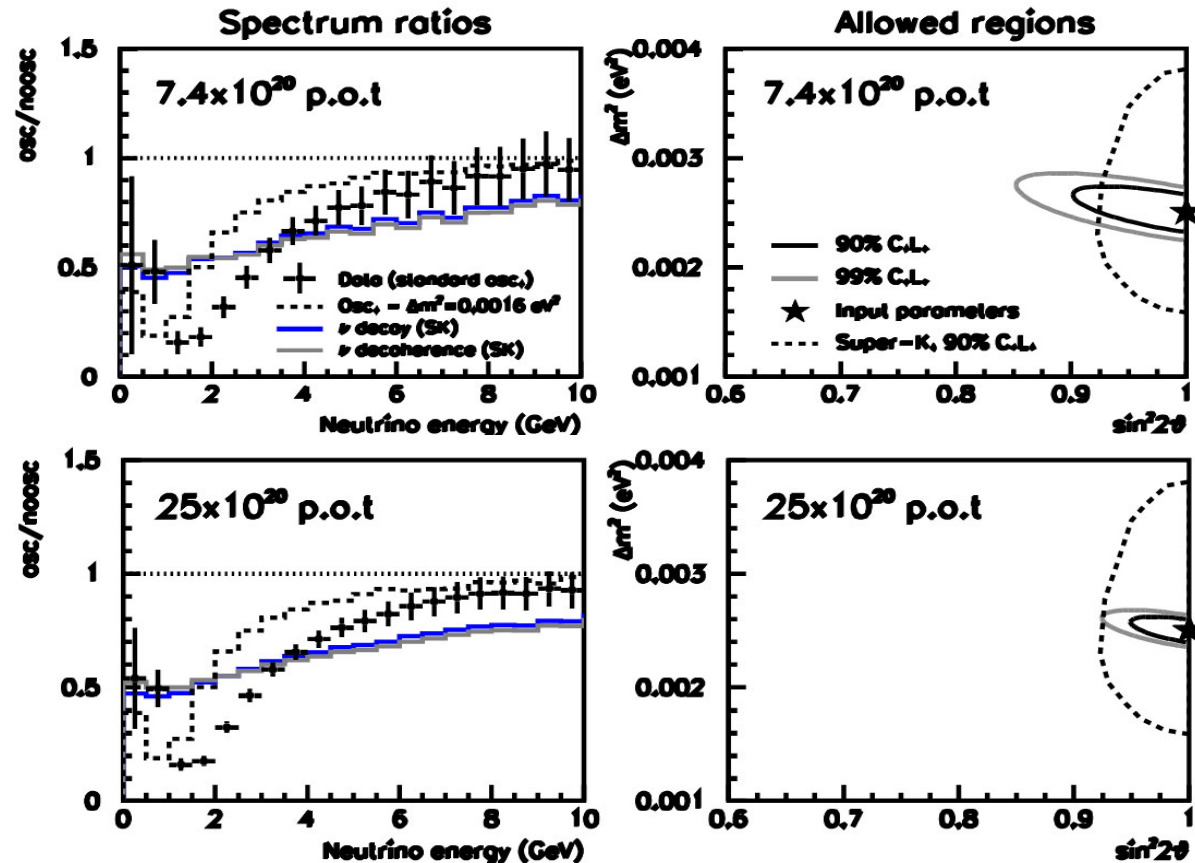 Spectrum ratios
Allowed regions
osc/noosc
1.5
1
0.5
0
7.4x10²⁰ p.o.t
Data (standard osc.)
Osc. - Δm²=0.0016 eV²
ν decay (SK)
ν decoherence (SK)
0 2 4 6 8 10
Neutrino energy (GeV)
Δm² (eV²)
0.004
0.003
0.002
0.001
7.4x10²⁰ p.o.t
90% C.L.
99% C.L.
Input parameters
Super-K, 90% C.L.
0.6 0.7 0.8 0.9 1
sin²2ϑ
osc/noosc
1.5
1
0.5
0
25x10²⁰ p.o.t
0 2 4 6 8 10
Neutrino energy (GeV)
Δm² (eV²)
0.004
0.003
0.002
0.001
25x10²⁰ p.o.t
0.6 0.7 0.8 0.9 1
sin²2ϑ